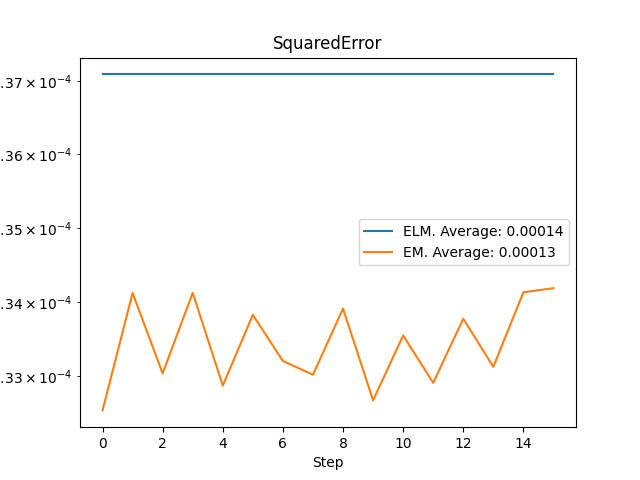 SquaredError
.37 × 10⁻⁴
.36 × 10⁻⁴
.35 × 10⁻⁴
.34 × 10⁻⁴
.33 × 10⁻⁴
ELM. Average: 0.00014
EM. Average: 0.00013
0 2 4 6 8 10 12 14
Step